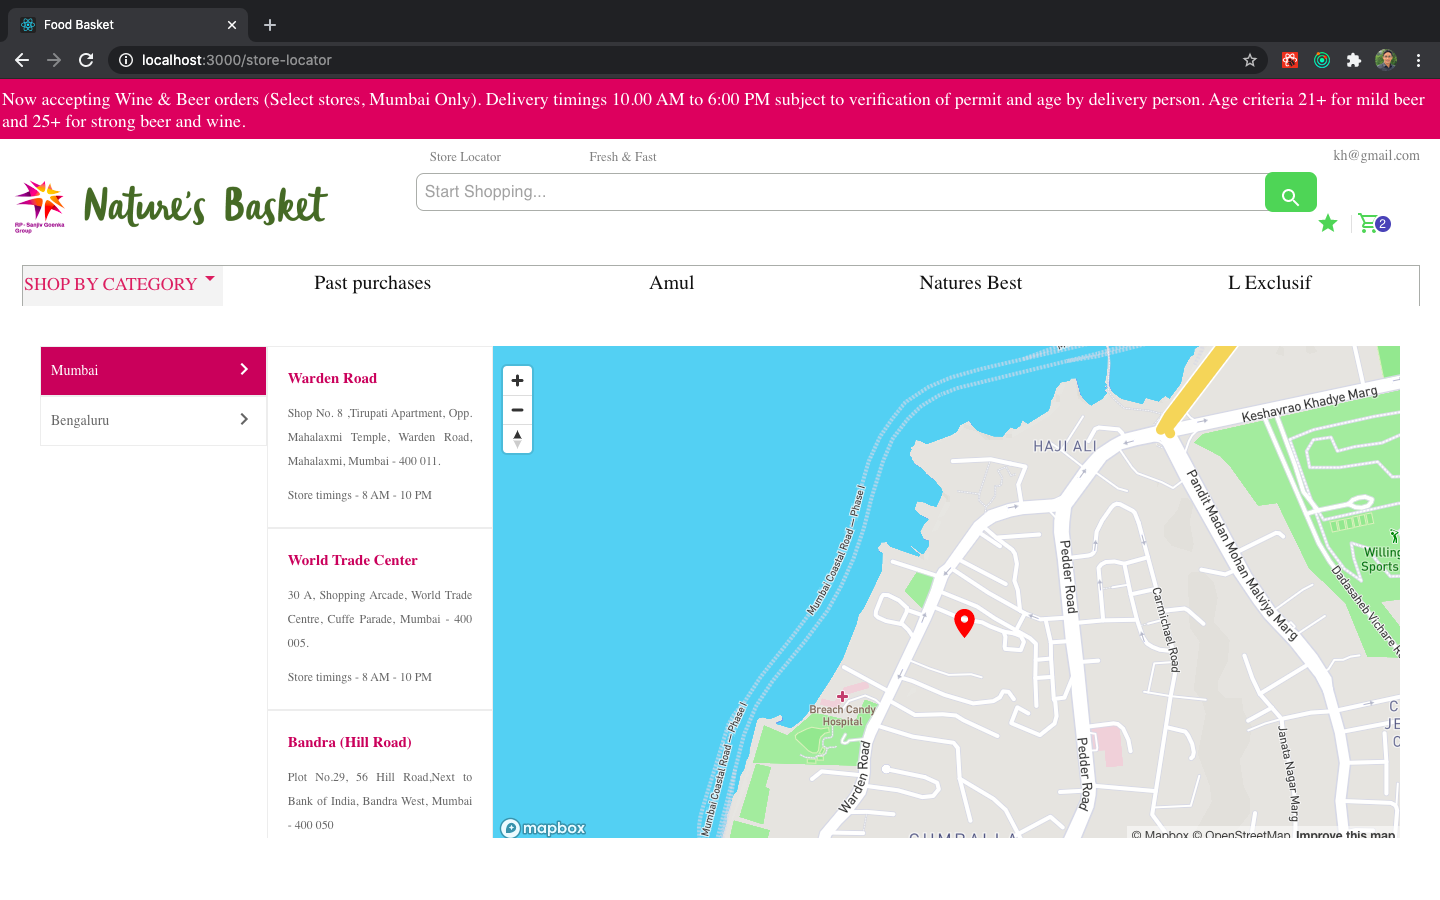 Food Basket
localhost:3000/store-locator
Now accepting Wine & Beer orders (Select stores, Mumbai Only). Delivery timings 10.00 AM to 6:00 PM subject to verification of permit and age by delivery person. Age criteria 21+ for mild beer
and 25+ for strong beer and wine.
Store Locator
Fresh & Fast
kh@gmail.com
RP-Sanjiv Goenka
Group
Nature's Basket
Start Shopping...
2
SHOP BY CATEGORY
Past purchases
Amul
Natures Best
L Exclusif
Mumbai
Bengaluru
Warden Road
Shop No. 8 ,Tirupati Apartment, Opp.
Mahalaxmi Temple, Warden Road,
Mahalaxmi, Mumbai - 400 011.
Store timings - 8 AM - 10 PM
World Trade Center
30 A, Shopping Arcade, World Trade
Centre, Cuffe Parade, Mumbai - 400
005.
Store timings - 8 AM - 10 PM
Bandra (Hill Road)
Plot No.29, 56 Hill Road,Next to
Bank of India, Bandra West, Mumbai
- 400 050
Keshavrao Khadye Marg
HAJI ALI
Mumbai Coastal Road — Phase I
Pandit Madan Mohan Malviya Marg
Pedder Road
Carmichael Road
Willing
Sports
Dadasaheb Vichare R
Breach Candy
Hospital
Mumbai Coastal Road — Phase I
Warden Road
Pedder Road
Janata Nagar Marg
C
JE
C
CUMBALLA
mapbox
© Mapbox © OpenStreetMap Improve this map